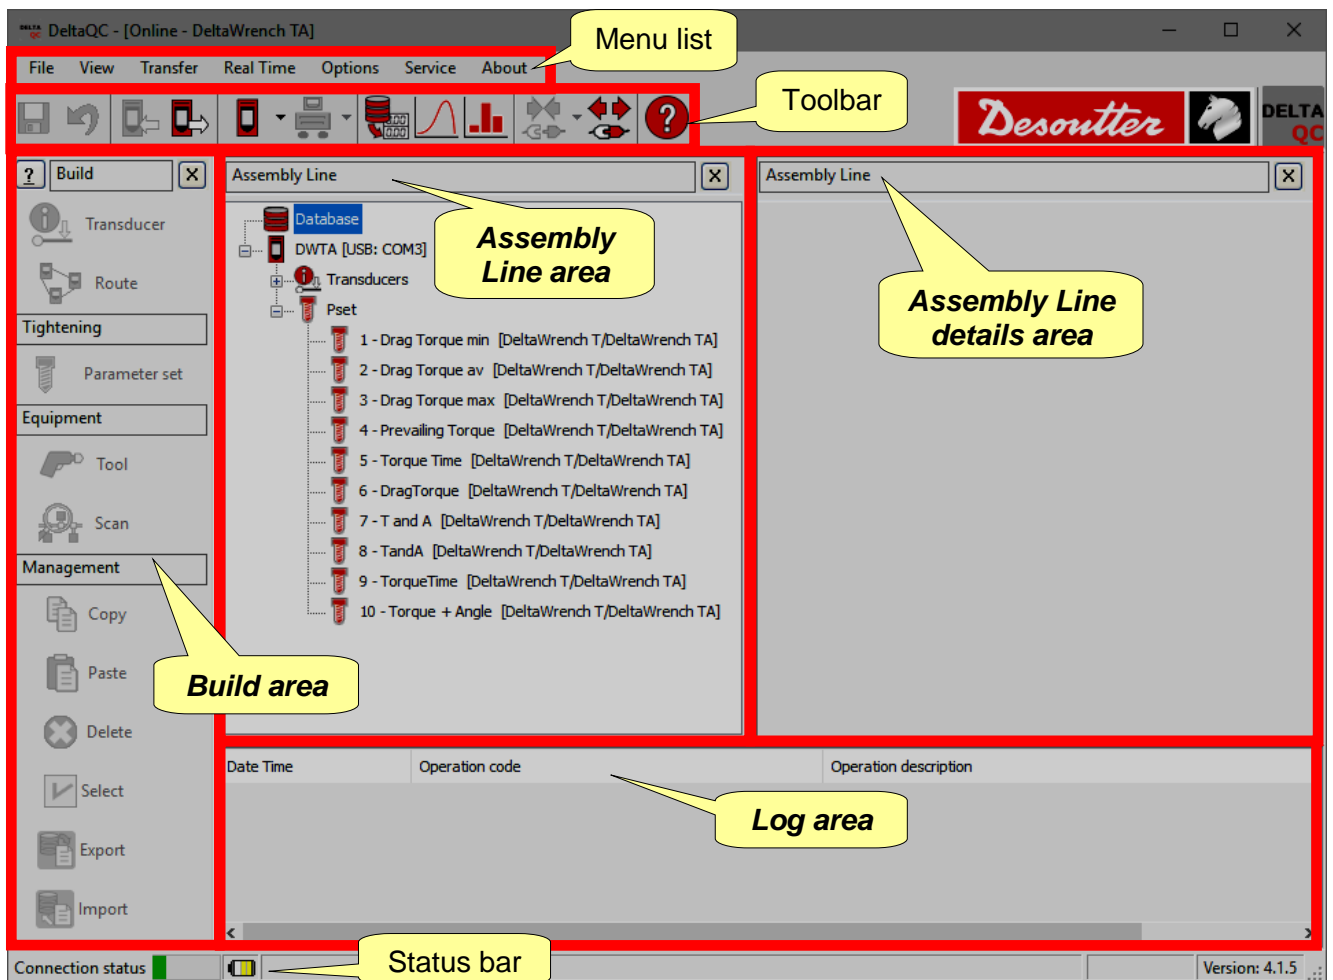 DELTA QC DeltaQC - [Online - DeltaWrench TA]
Menu list
File View Transfer Real Time Options Service About
Toolbar
Desoutter
DELTA
QC
? Build X
Assembly Line X
Assembly Line X
Transducer
Route
Tightening
Parameter set
Equipment
Tool
Scan
Management
Copy
Paste
Delete
Select
Export
Import
Build area
Database
DWTA [USB: COM3]
Transducers
Pset
1 - Drag Torque min [DeltaWrench T/DeltaWrench TA]
2 - Drag Torque av [DeltaWrench T/DeltaWrench TA]
3 - Drag Torque max [DeltaWrench T/DeltaWrench TA]
4 - Prevailing Torque [DeltaWrench T/DeltaWrench TA]
5 - Torque Time [DeltaWrench T/DeltaWrench TA]
6 - DragTorque [DeltaWrench T/DeltaWrench TA]
7 - T and A [DeltaWrench T/DeltaWrench TA]
8 - TandA [DeltaWrench T/DeltaWrench TA]
9 - TorqueTime [DeltaWrench T/DeltaWrench TA]
10 - Torque + Angle [DeltaWrench T/DeltaWrench TA]
Assembly
Line area
Assembly Line
details area
Date Time Operation code Operation description
Log area
Connection status
Status bar
Version: 4.1.5